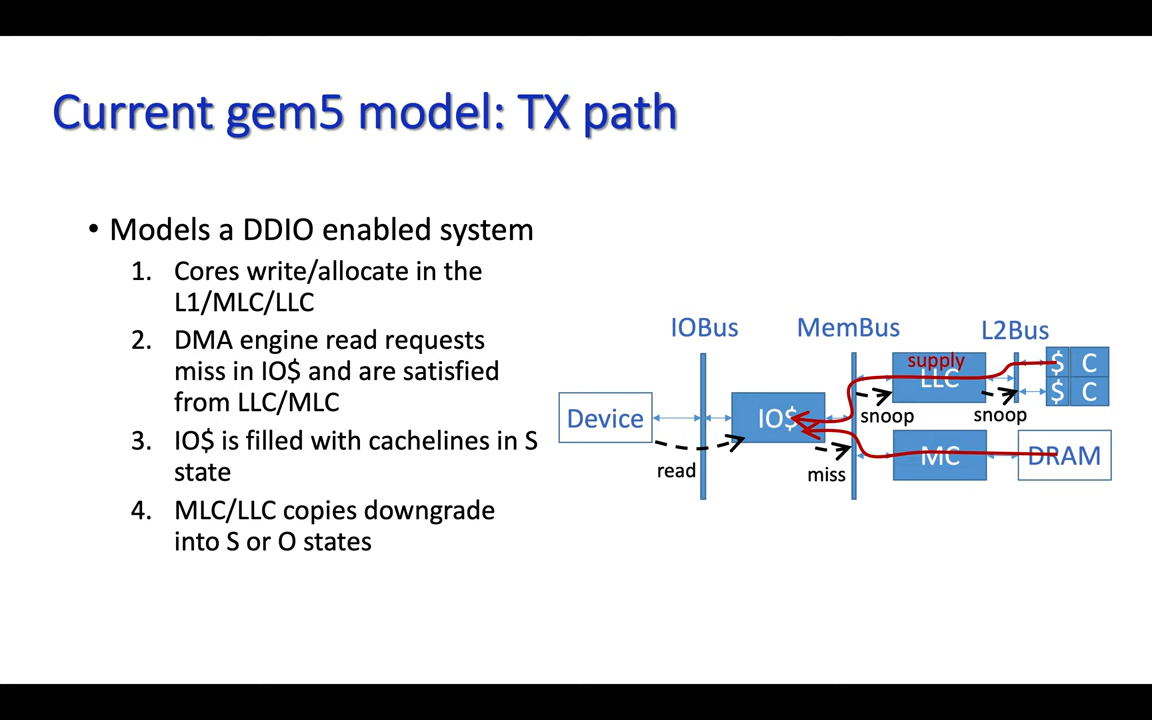 Current gem5 model: TX path
• Models a DDIO enabled system
1. Cores write/allocate in the
L1/MLC/LLC
2. DMA engine read requests
miss in IO$ and are satisfied
from LLC/MLC
3. IO$ is filled with cachelines in S
state
4. MLC/LLC copies downgrade
into S or O states
IOBus
MemBus
L2Bus
supply
LLC
$ C
$ C
snoop
snoop
Device
IO$
read
miss
MC
DRAM